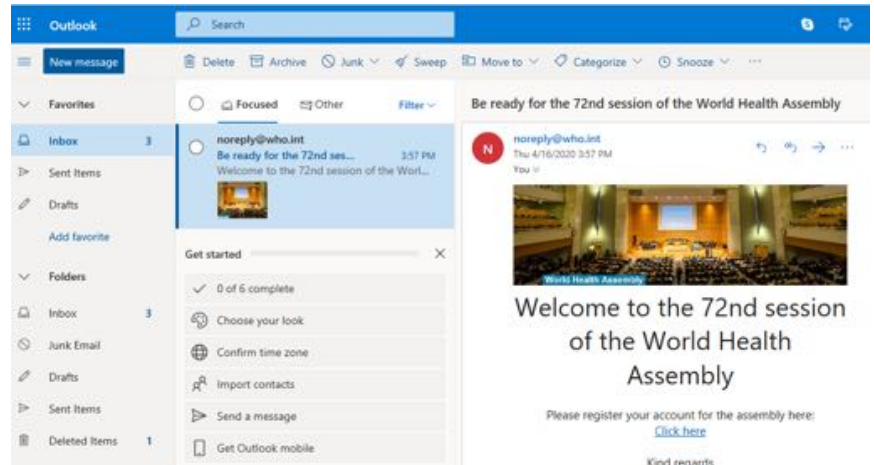 Outlook
Search
New message
Delete Archive Junk Sweep Move to Categorize Snooze ...
Favorites
Inbox 3
Sent Items
Drafts
Add favorite
Folders
Inbox 3
Junk Email
Drafts
Sent Items
Deleted Items 1
Focused Other Filter
noreply@who.int
Be ready for the 72nd ses... 3:57 PM
Welcome to the 72nd session of the Worl...
Get started
0 of 6 complete
Choose your look
Confirm time zone
Import contacts
Send a message
Get Outlook mobile
Be ready for the 72nd session of the World Health Assembly
N
noreply@who.int
Thu 4/16/2020 3:57 PM
You
World Health Assembly
Welcome to the 72nd session
of the World Health
Assembly
Please register your account for the assembly here:
Click here
Kind regards